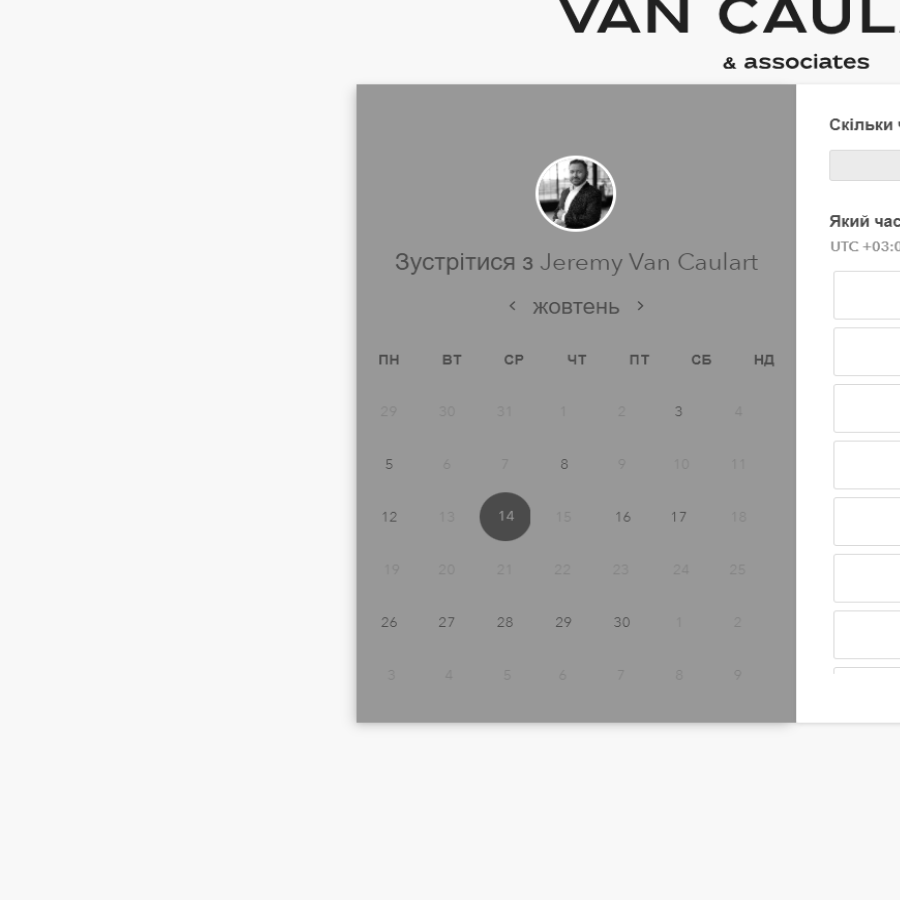 VAN CAUL
& associates
Зустрітися з Jeremy Van Caulart
жовтень
ПН ВТ СР ЧТ ПТ СБ НД
29 30 31 1 2 3 4
5 6 7 8 9 10 11
12 13 14 15 16 17 18
19 20 21 22 23 24 25
26 27 28 29 30 1 2
3 4 5 6 7 8 9
Скільки
Який час
UTC +03:0